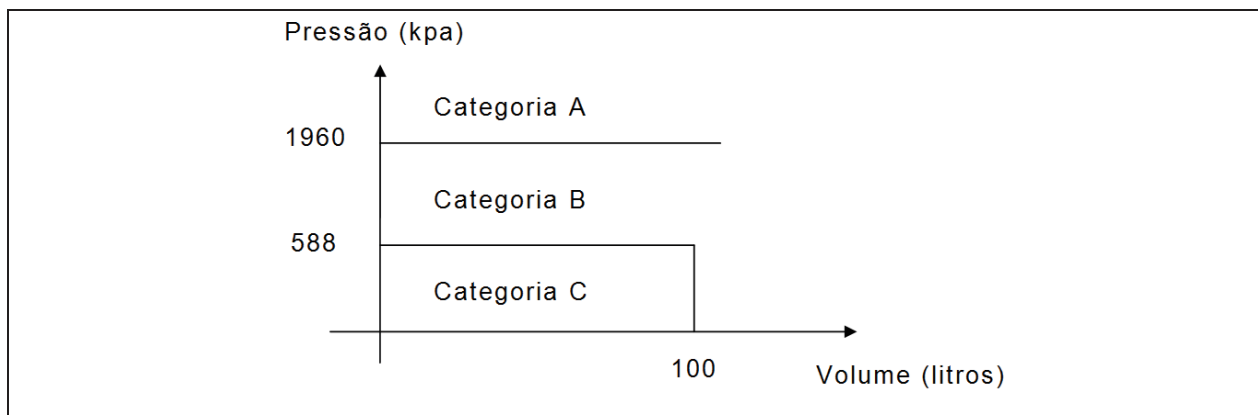 Pressão (kpa)
Categoria A
1960
Categoria B
588
Categoria C
100
Volume (litros)